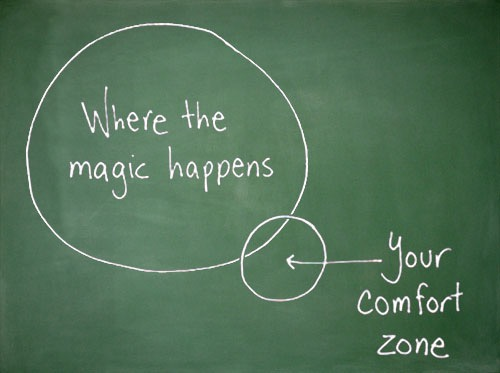 Where the
magic happens
Your
comfort
zone